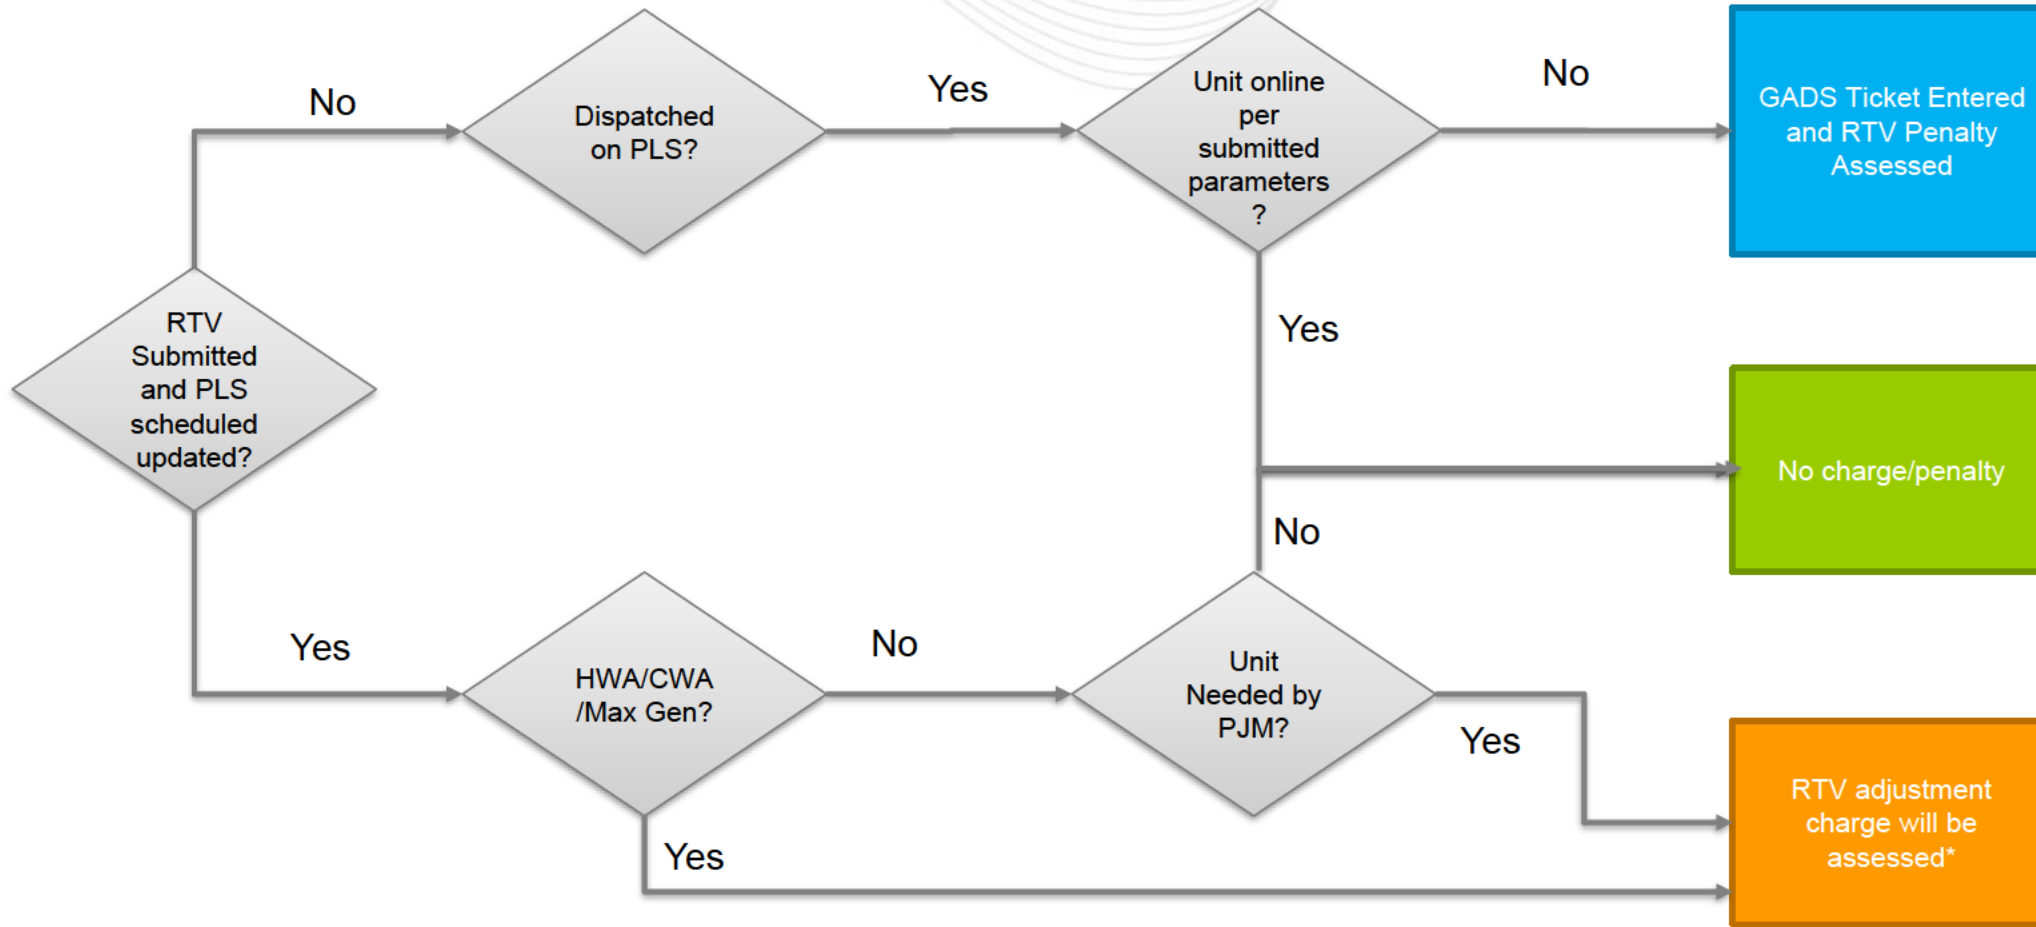 No
Dispatched
on PLS?
Yes
Unit online
per
submitted
parameters
?
No
GADS Ticket Entered
and RTV Penalty
Assessed
RTV
Submitted
and PLS
scheduled
updated?
Yes
No charge/penalty
No
Yes
HWA/CWA
/Max Gen?
No
Unit
Needed by
PJM?
Yes
Yes
RTV adjustment
charge will be
assessed*